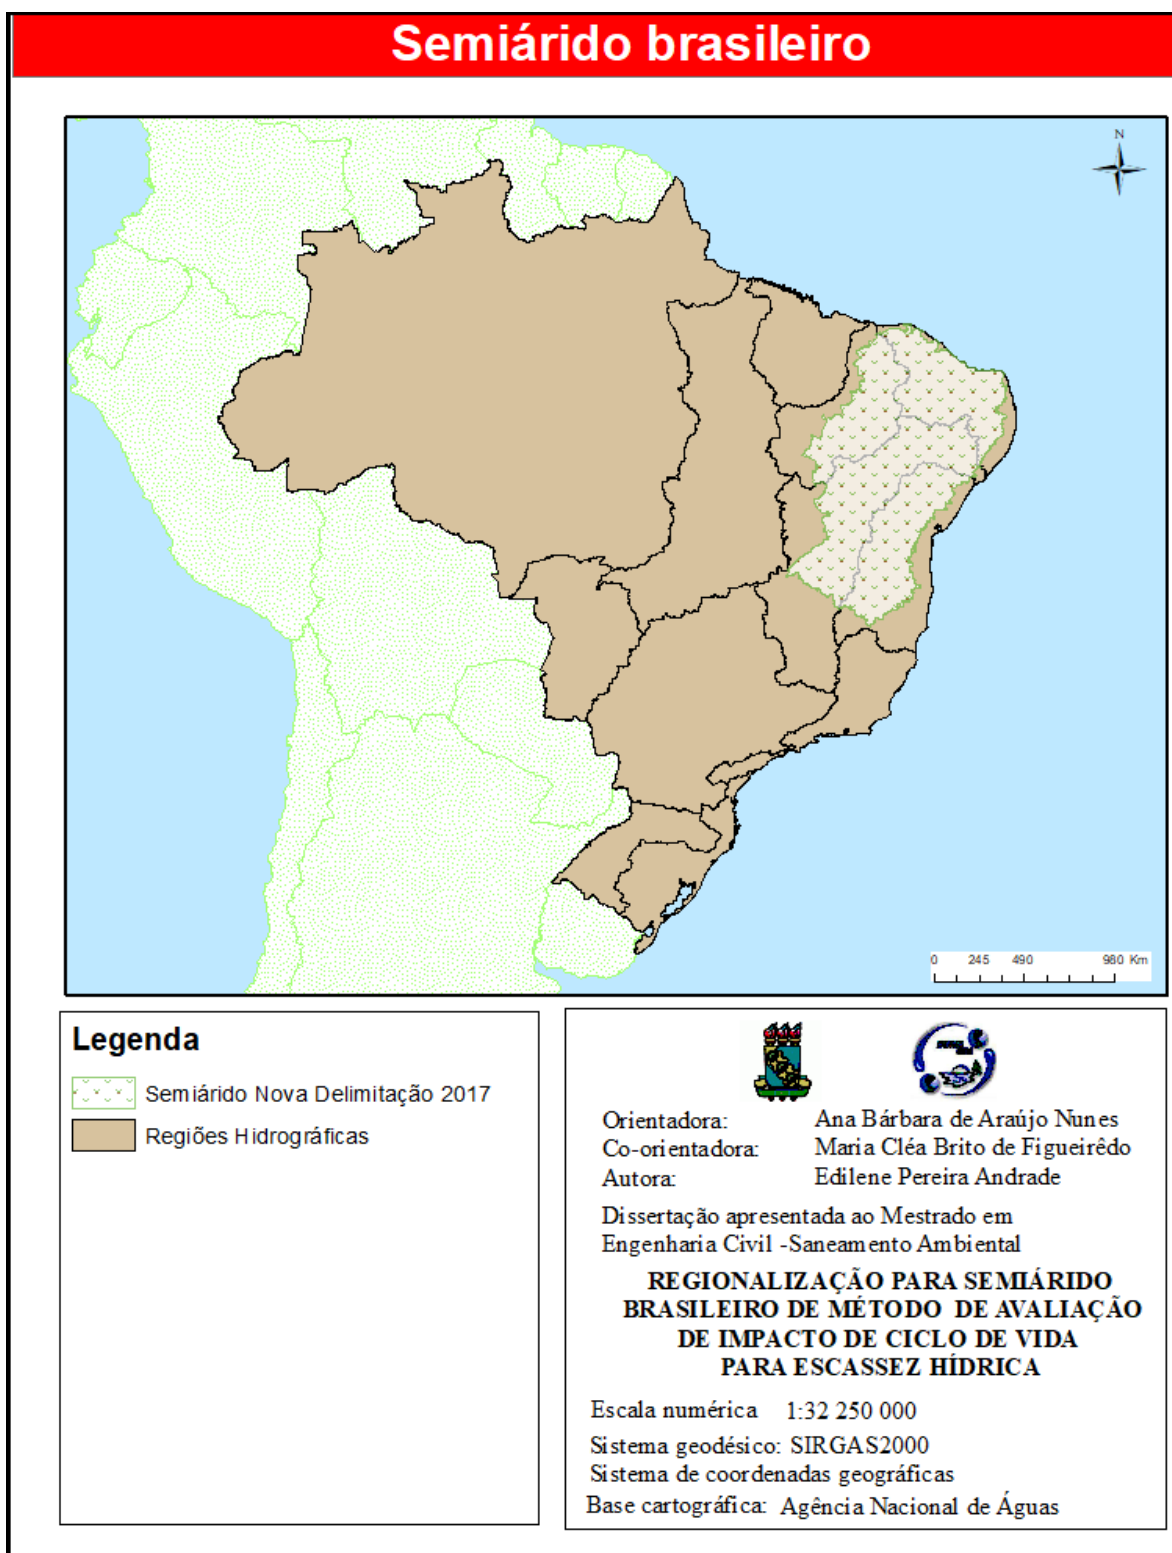 Semiárido brasileiro
N
0 245 490 980 Km
Legenda
Semiárido Nova Delimitação 2017
Regiões Hidrográficas
Orientadora: Ana Bárbara de Araújo Nunes
Co-orientadora: Maria Cléa Brito de Figueirêdo
Autora: Edilene Pereira Andrade
Dissertação apresentada ao Mestrado em
Engenharia Civil -Saneamento Ambiental
REGIONALIZAÇÃO PARA SEMIÁRIDO
BRASILEIRO DE MÉTODO DE AVALIAÇÃO
DE IMPACTO DE CICLO DE VIDA
PARA ESCASSEZ HÍDRICA
Escala numérica 1:32 250 000
Sistema geodésico: SIRGAS2000
Sistema de coordenadas geográficas
Base cartográfica: Agência Nacional de Águas